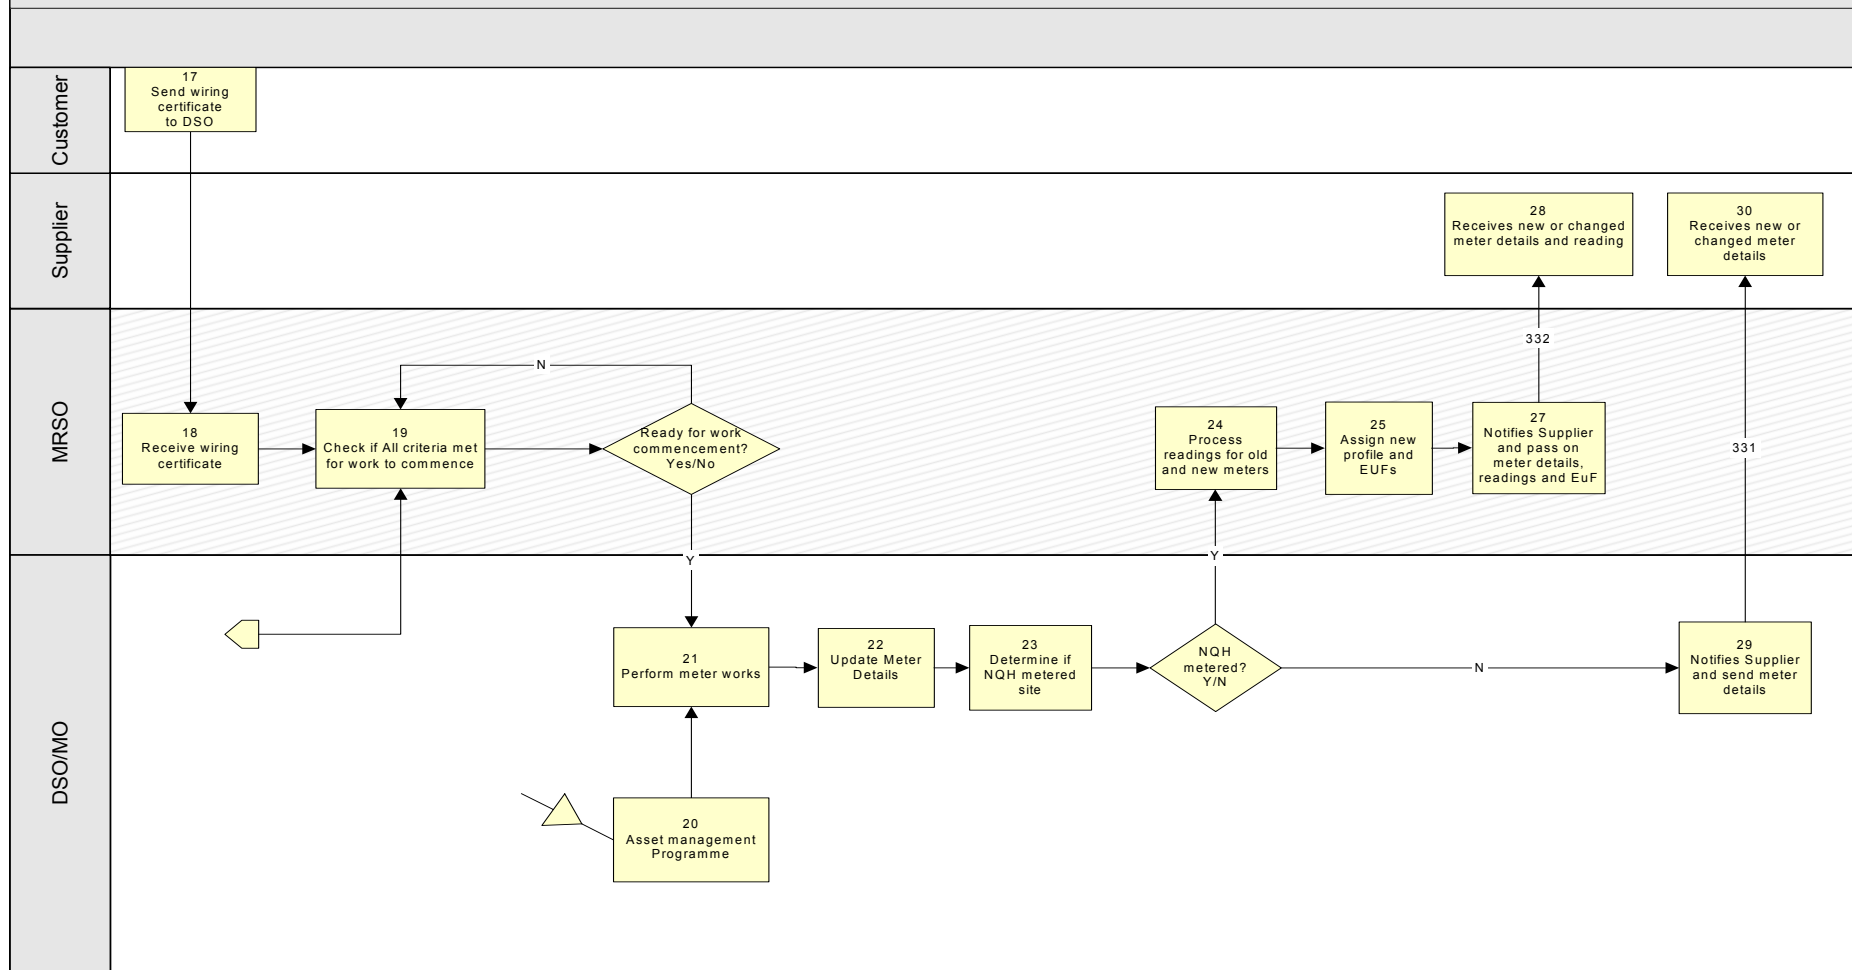 Customer
17
Send wiring
certificate
to DSO
Supplier
28
Receives new or changed
meter details and reading
30
Receives new or
changed meter
details
MRSO
332
N
18
Receive wiring
certificate
19
Check if All criteria met
for work to commence
Ready for work
commencement?
Yes/No
24
Process
readings for old
and new meters
25
Assign new
profile and
EUFs
27
Notifies Supplier
and pass on
meter details,
readings and EuF
331
Y
Y
DSO/MO
21
Perform meter works
22
Update Meter
Details
23
Determine if
NQH metered
site
NQH
metered?
Y/N
N
29
Notifies Supplier
and send meter
details
20
Asset management
Programme